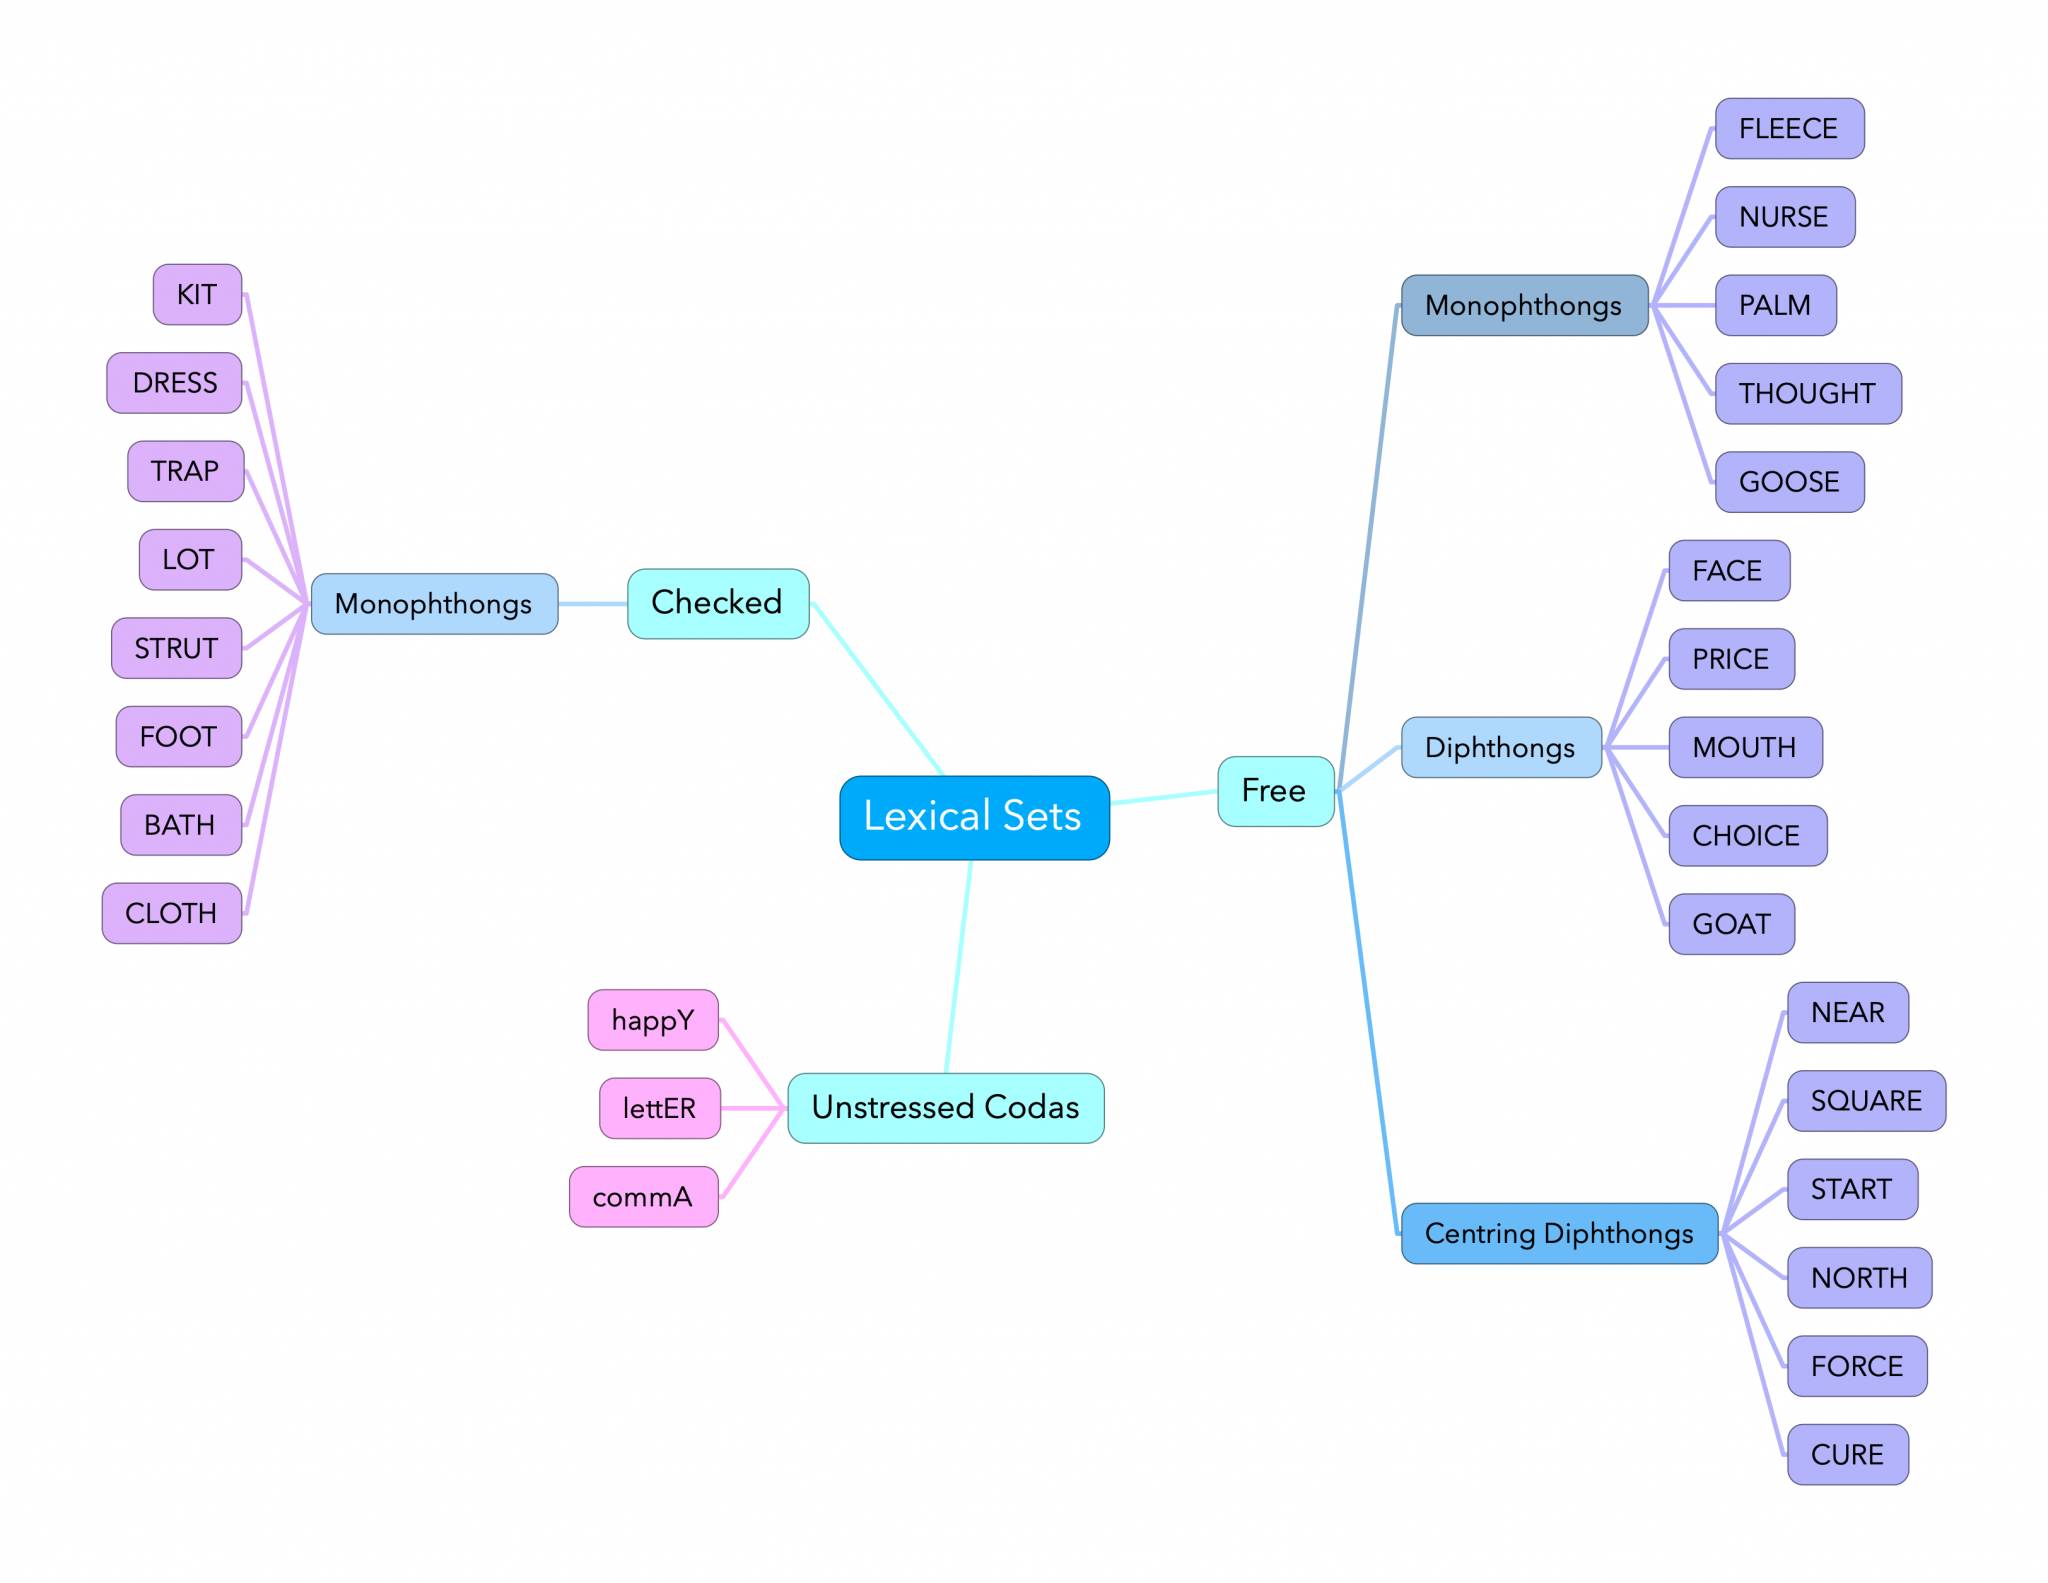 Lexical Sets
Checked
Monophthongs
KIT
DRESS
TRAP
LOT
STRUT
FOOT
BATH
CLOTH
Free
Monophthongs
FLEECE
NURSE
PALM
THOUGHT
GOOSE
Diphthongs
FACE
PRICE
MOUTH
CHOICE
GOAT
Centring Diphthongs
NEAR
SQUARE
START
NORTH
FORCE
CURE
Unstressed Codas
happY
lettER
commA